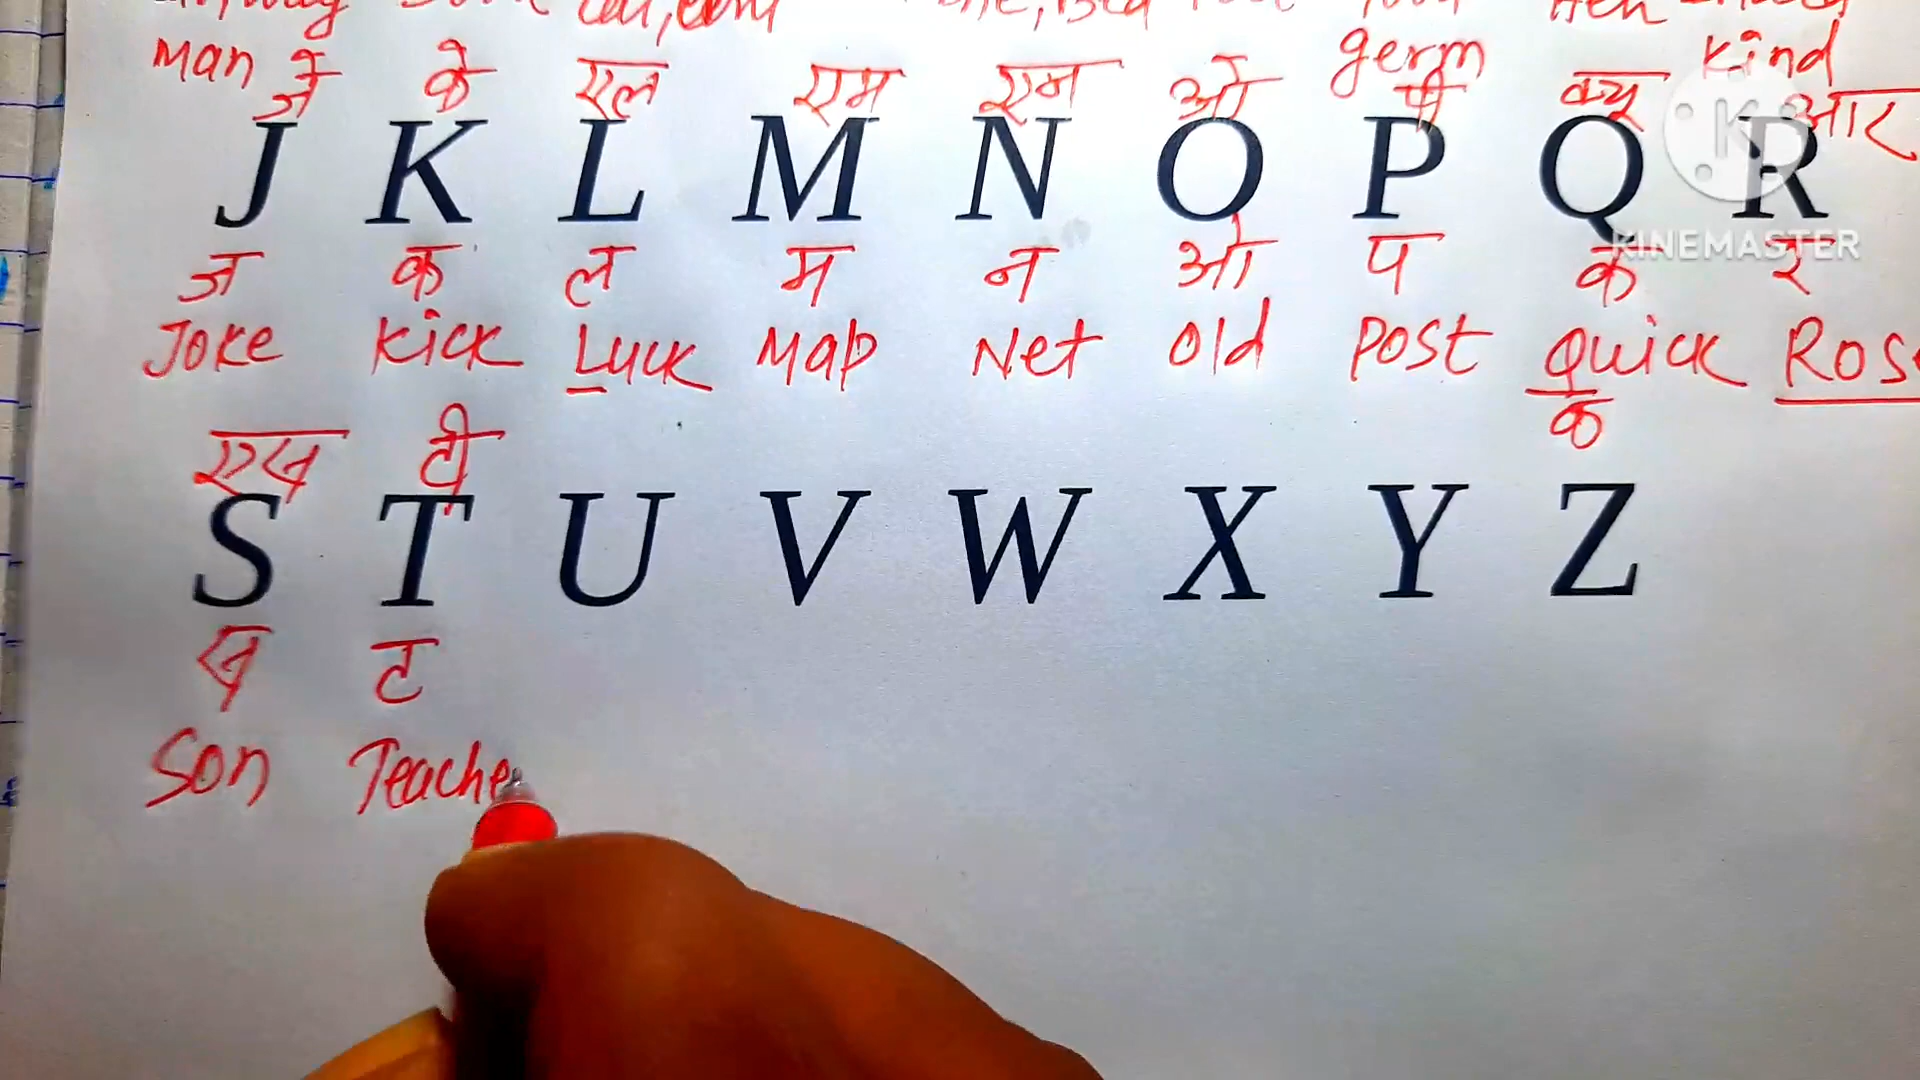 Man germ Kind
जे के एल एम एन ओ पी क्यू आर
J K L M N O P Q R
KINEMASTER
ज क ल म न ओ प क र
Joke Kick Luck Map Net Old Post Quick Ros
क
एस टी
S T U V W X Y Z
स ट
Son Teache